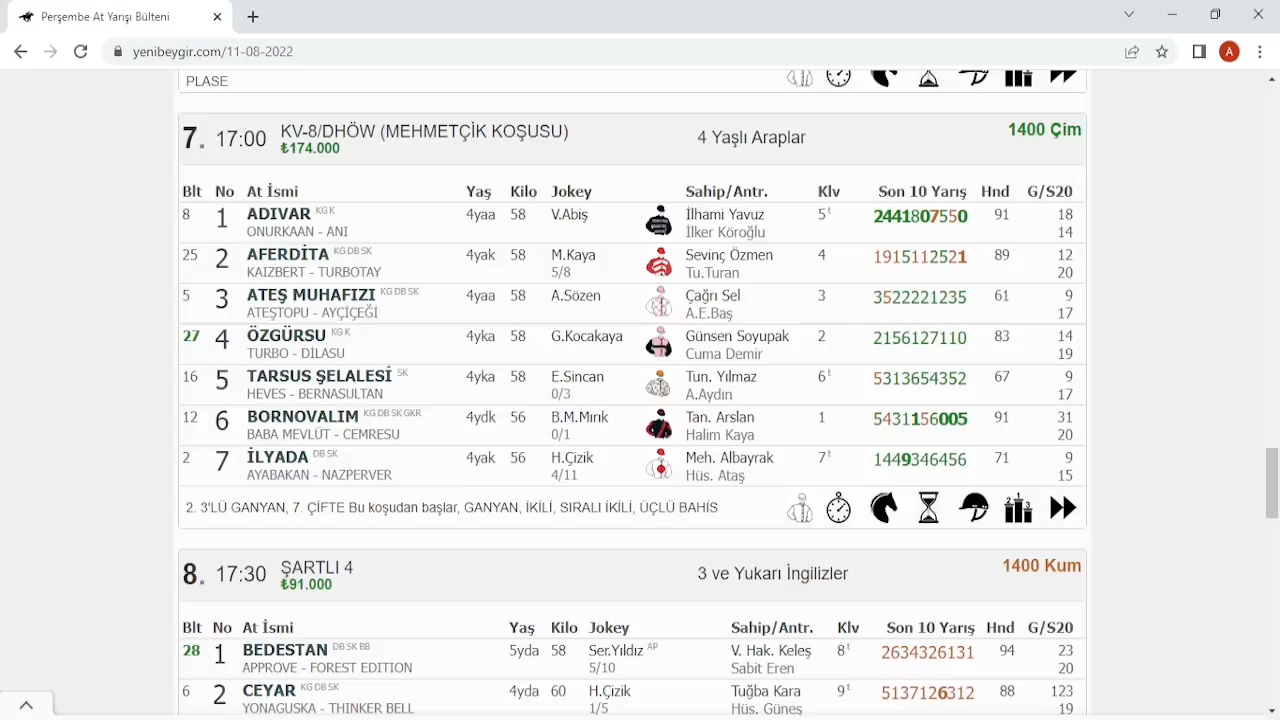 Perşembe At Yarışı Bülteni
yenibeygir.com/11-08-2022
A
PLASE
7. 17:00 KV-8/DHÖW (MEHMETÇİK KOŞUSU) 4 Yaşlı Araplar 1400 Çim
₺174.000
Blt No At İsmi Yaş Kilo Jokey Sahip/Antr. Klv Son 10 Yarış Hnd G/S20
8 1 ADIVAR KG K 4yaa 58 V.Abiş İlhami Yavuz 5 t 2441807550 91 18
ONURKAAN - ANI İlker Köroğlu 14
25 2 AFERDİTA KG DB SK 4yak 58 M.Kaya Sevinç Özmen 4 1915112521 89 12
KAIZBERT - TURBOTAY 5/8 Tu.Turan 20
5 3 ATEŞ MUHAFIZI KG DB SK 4yaa 58 A.Sözen Çağrı Sel 3 3522221235 61 9
ATEŞTOPU - AYÇİÇEĞİ A.E.Baş 17
27 4 ÖZGÜRSU KG K 4yka 58 G.Kocakaya Günsen Soyupak 2 2156127110 83 14
TURBO - DİLASU Cuma Demir 19
16 5 TARSUS ŞELALESİ SK 4yka 58 E.Sincan Tun. Yılmaz 6 t 5313654352 67 9
HEVES - BERNASULTAN 0/3 A.Aydın 17
12 6 BORNOVALIM KG DB SK GKR 4ydk 56 B.M.Mırık Tan. Arslan 1 5431156005 91 31
BABA MEVLÜT - CEMRESU 0/1 Halim Kaya 20
2 7 İLYADA DB SK 4yak 56 H.Çizik Meh. Albayrak 7 t 1449346456 71 9
AYABAKAN - NAZPERVER 4/11 Hüs. Ataş 15
2. 3'LÜ GANYAN, 7. ÇİFTE Bu koşudan başlar, GANYAN, İKİLİ, SIRALI İKİLİ, ÜÇLÜ BAHİS
8. 17:30 ŞARTLI 4 3 ve Yukarı İngilizler 1400 Kum
₺91.000
Blt No At İsmi Yaş Kilo Jokey Sahip/Antr. Klv Son 10 Yarış Hnd G/S20
28 1 BEDESTAN DB SK BB 5yda 58 Ser.Yıldız AP V. Hak. Keleş 8 t 2634326131 94 23
APPROVE - FOREST EDITION 5/10 Sabit Eren 20
6 2 CEYAR KG DB SK 4yda 60 H.Çizik Tuğba Kara 9 t 5137126312 88 123
YONAGUSKA - THINKER BELL 1/5 Hüs. Güneş 19